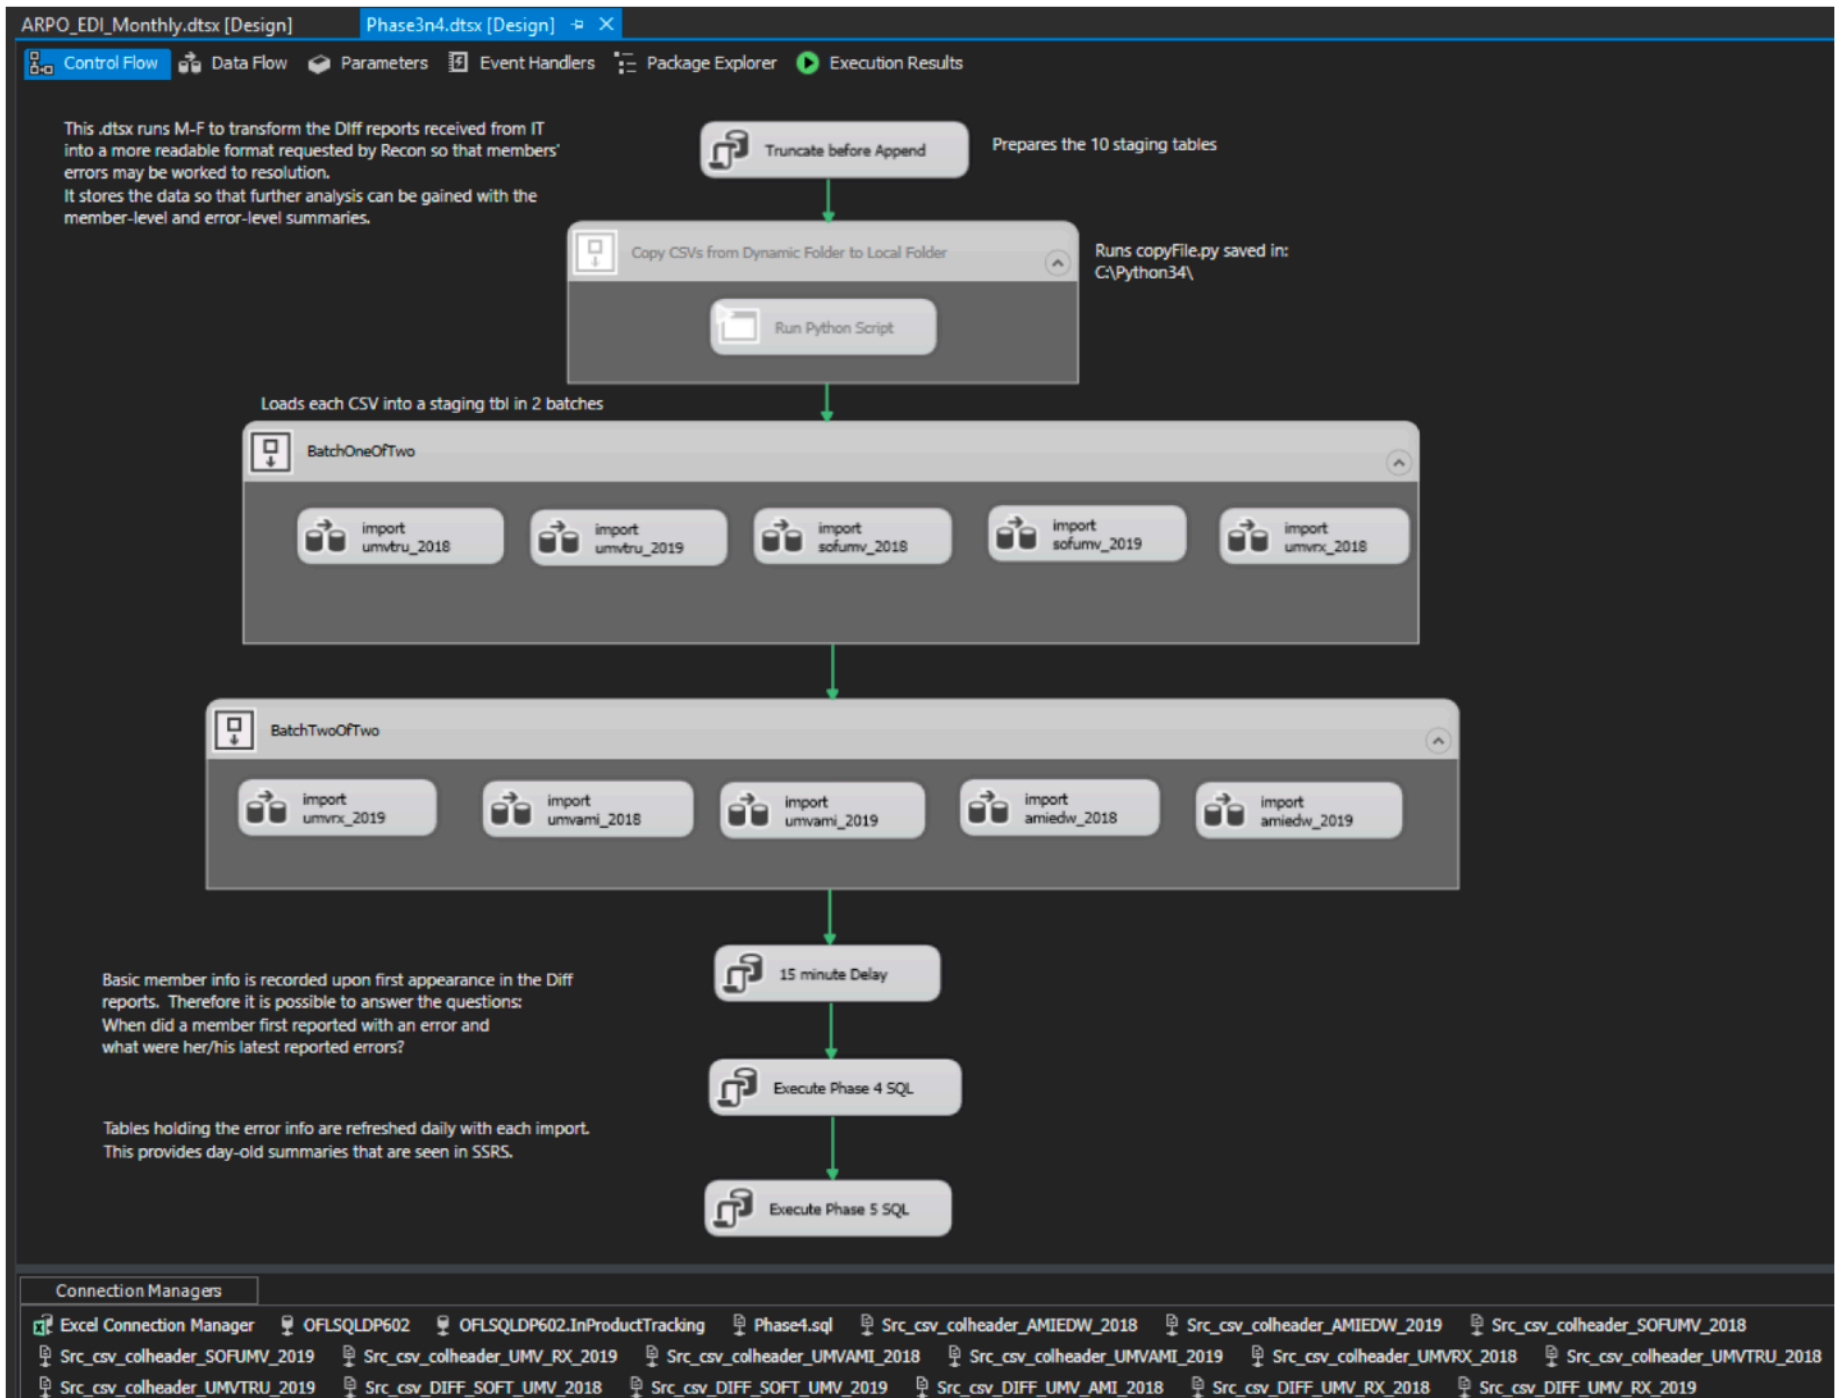 ARPO_EDI_Monthly.dtsx [Design]
Phase3n4.dtsx [Design]
Control Flow
Data Flow
Parameters
Event Handlers
Package Explorer
Execution Results
This .dtsx runs M-F to transform the DIff reports received from IT
into a more readable format requested by Recon so that members'
errors may be worked to resolution.
It stores the data so that further analysis can be gained with the
member-level and error-level summaries.
Truncate before Append
Prepares the 10 staging tables
Copy CSVs from Dynamic Folder to Local Folder
Runs copyFile.py saved in:
C:\Python34\
Run Python Script
Loads each CSV into a staging tbl in 2 batches
BatchOneOfTwo
import
umvtru_2018
import
umvtru_2019
import
sofumv_2018
import
sofumv_2019
import
umvrx_2018
BatchTwoOfTwo
import
umvrx_2019
import
umvami_2018
import
umvami_2019
import
amiedw_2018
import
amiedw_2019
15 minute Delay
Basic member info is recorded upon first appearance in the Diff
reports.  Therefore it is possible to answer the questions:
When did a member first reported with an error and
what were her/his latest reported errors?
Execute Phase 4 SQL
Tables holding the error info are refreshed daily with each import.
This provides day-old summaries that are seen in SSRS.
Execute Phase 5 SQL
Connection Managers
Excel Connection Manager
OFLSQLDP602
OFLSQLDP602.InProductTracking
Phase4.sql
Src_csv_colheader_AMIEDW_2018
Src_csv_colheader_AMIEDW_2019
Src_csv_colheader_SOFUMV_2018
Src_csv_colheader_SOFUMV_2019
Src_csv_colheader_UMV_RX_2019
Src_csv_colheader_UMVAMI_2018
Src_csv_colheader_UMVAMI_2019
Src_csv_colheader_UMVRX_2018
Src_csv_colheader_UMVTRU_2018
Src_csv_colheader_UMVTRU_2019
Src_csv_DIFF_SOFT_UMV_2018
Src_csv_DIFF_SOFT_UMV_2019
Src_csv_DIFF_UMV_AMI_2018
Src_csv_DIFF_UMV_RX_2018
Src_csv_DIFF_UMV_RX_2019